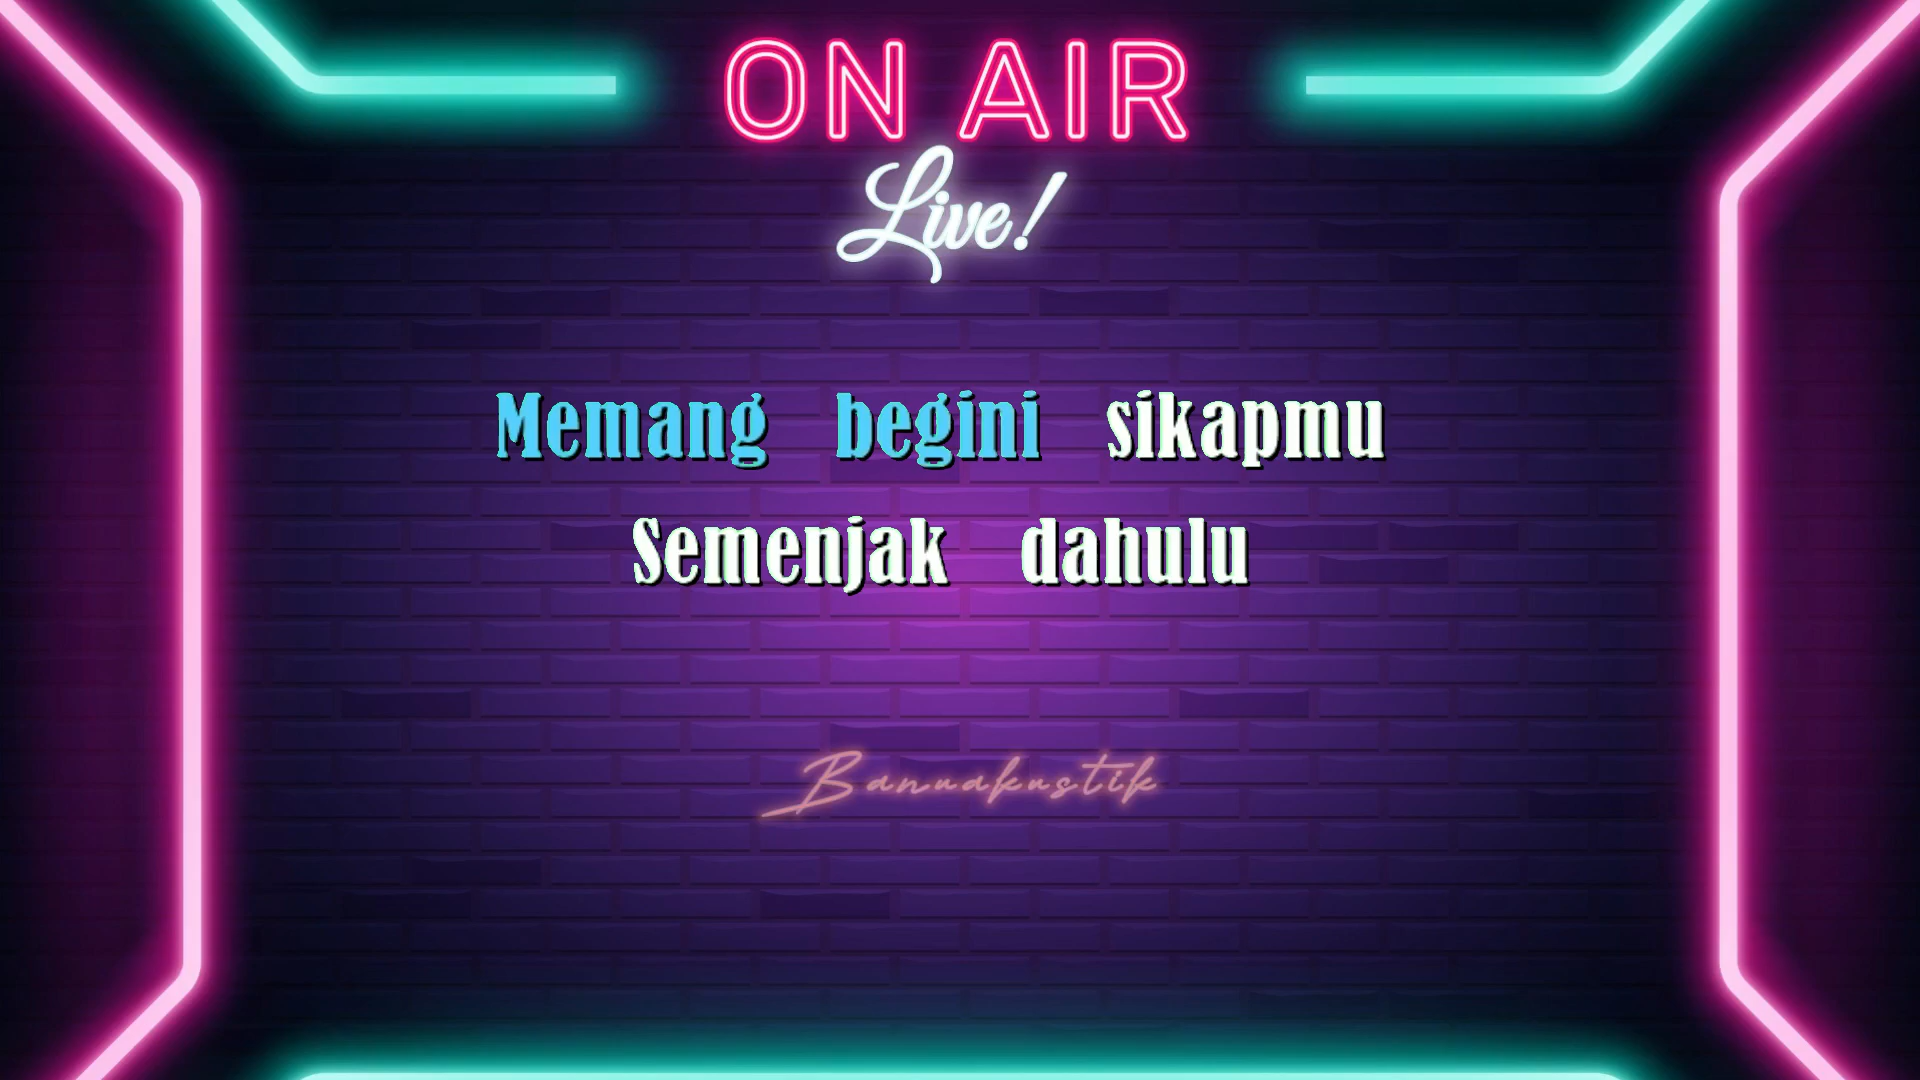 ON AIR
Live!
Memang begini sikapmu
Semenjak dahulu
Banuakustik